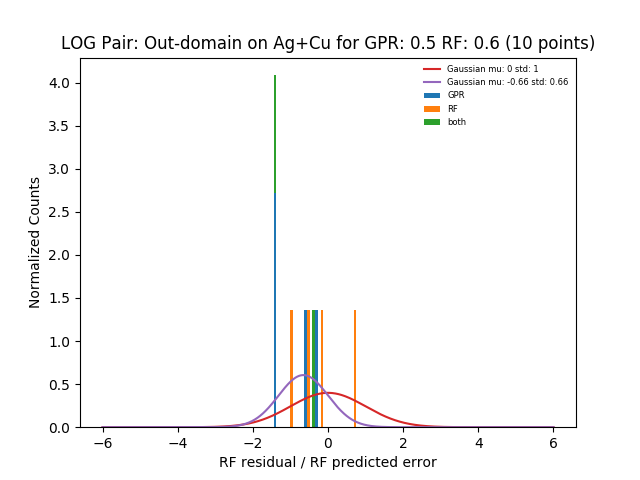 LOG Pair: Out-domain on Ag+Cu for GPR: 0.5 RF: 0.6 (10 points)
Gaussian mu: 0 std: 1
Gaussian mu: -0.66 std: 0.66
GPR
RF
both
Normalized Counts
4.0
3.5
3.0
2.5
2.0
1.5
1.0
0.5
0.0
−6 −4 −2 0 2 4 6
RF residual / RF predicted error